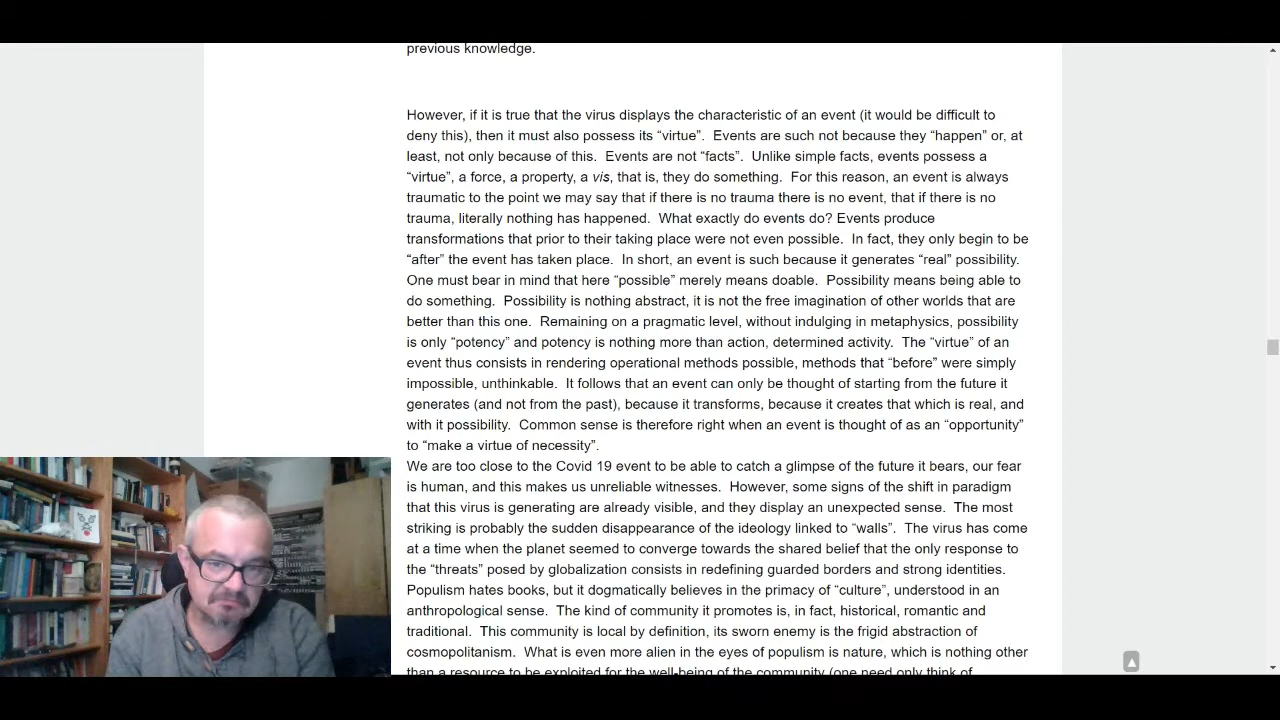 previous knowledge.
However, if it is true that the virus displays the characteristic of an event (it would be difficult to
deny this), then it must also possess its “virtue”.  Events are such not because they “happen” or, at
least, not only because of this.  Events are not “facts”.  Unlike simple facts, events possess a
“virtue”, a force, a property, a vis, that is, they do something.  For this reason, an event is always
traumatic to the point we may say that if there is no trauma there is no event, that if there is no
trauma, literally nothing has happened.  What exactly do events do? Events produce
transformations that prior to their taking place were not even possible.  In fact, they only begin to be
“after” the event has taken place.  In short, an event is such because it generates “real” possibility.
One must bear in mind that here “possible” merely means doable.  Possibility means being able to
do something.  Possibility is nothing abstract, it is not the free imagination of other worlds that are
better than this one.  Remaining on a pragmatic level, without indulging in metaphysics, possibility
is only “potency” and potency is nothing more than action, determined activity.  The “virtue” of an
event thus consists in rendering operational methods possible, methods that “before” were simply
impossible, unthinkable.  It follows that an event can only be thought of starting from the future it
generates (and not from the past), because it transforms, because it creates that which is real, and
with it possibility.  Common sense is therefore right when an event is thought of as an “opportunity”
to “make a virtue of necessity”.
We are too close to the Covid 19 event to be able to catch a glimpse of the future it bears, our fear
is human, and this makes us unreliable witnesses.  However, some signs of the shift in paradigm
that this virus is generating are already visible, and they display an unexpected sense.  The most
striking is probably the sudden disappearance of the ideology linked to “walls”.  The virus has come
at a time when the planet seemed to converge towards the shared belief that the only response to
the “threats” posed by globalization consists in redefining guarded borders and strong identities.
Populism hates books, but it dogmatically believes in the primacy of “culture”, understood in an
anthropological sense.  The kind of community it promotes is, in fact, historical, romantic and
traditional.  This community is local by definition, its sworn enemy is the frigid abstraction of
cosmopolitanism.  What is even more alien in the eyes of populism is nature, which is nothing other
than a resource to be exploited for the well-being of the community (one need only think of